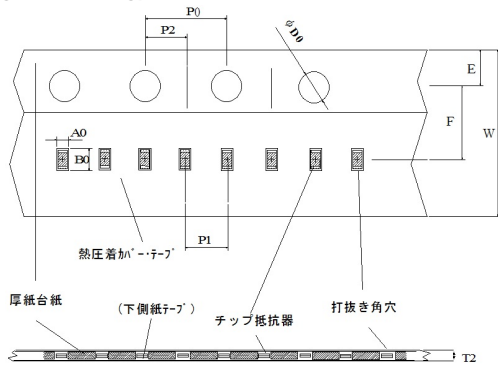 P0
P2
φD0
E
F
W
A0
B0
P1
熱圧着ｶﾊﾞｰ・ﾃｰﾌﾟ
厚紙台紙
(下側紙ﾃｰﾌﾟ)
チップ抵抗器
打抜き角穴
T2